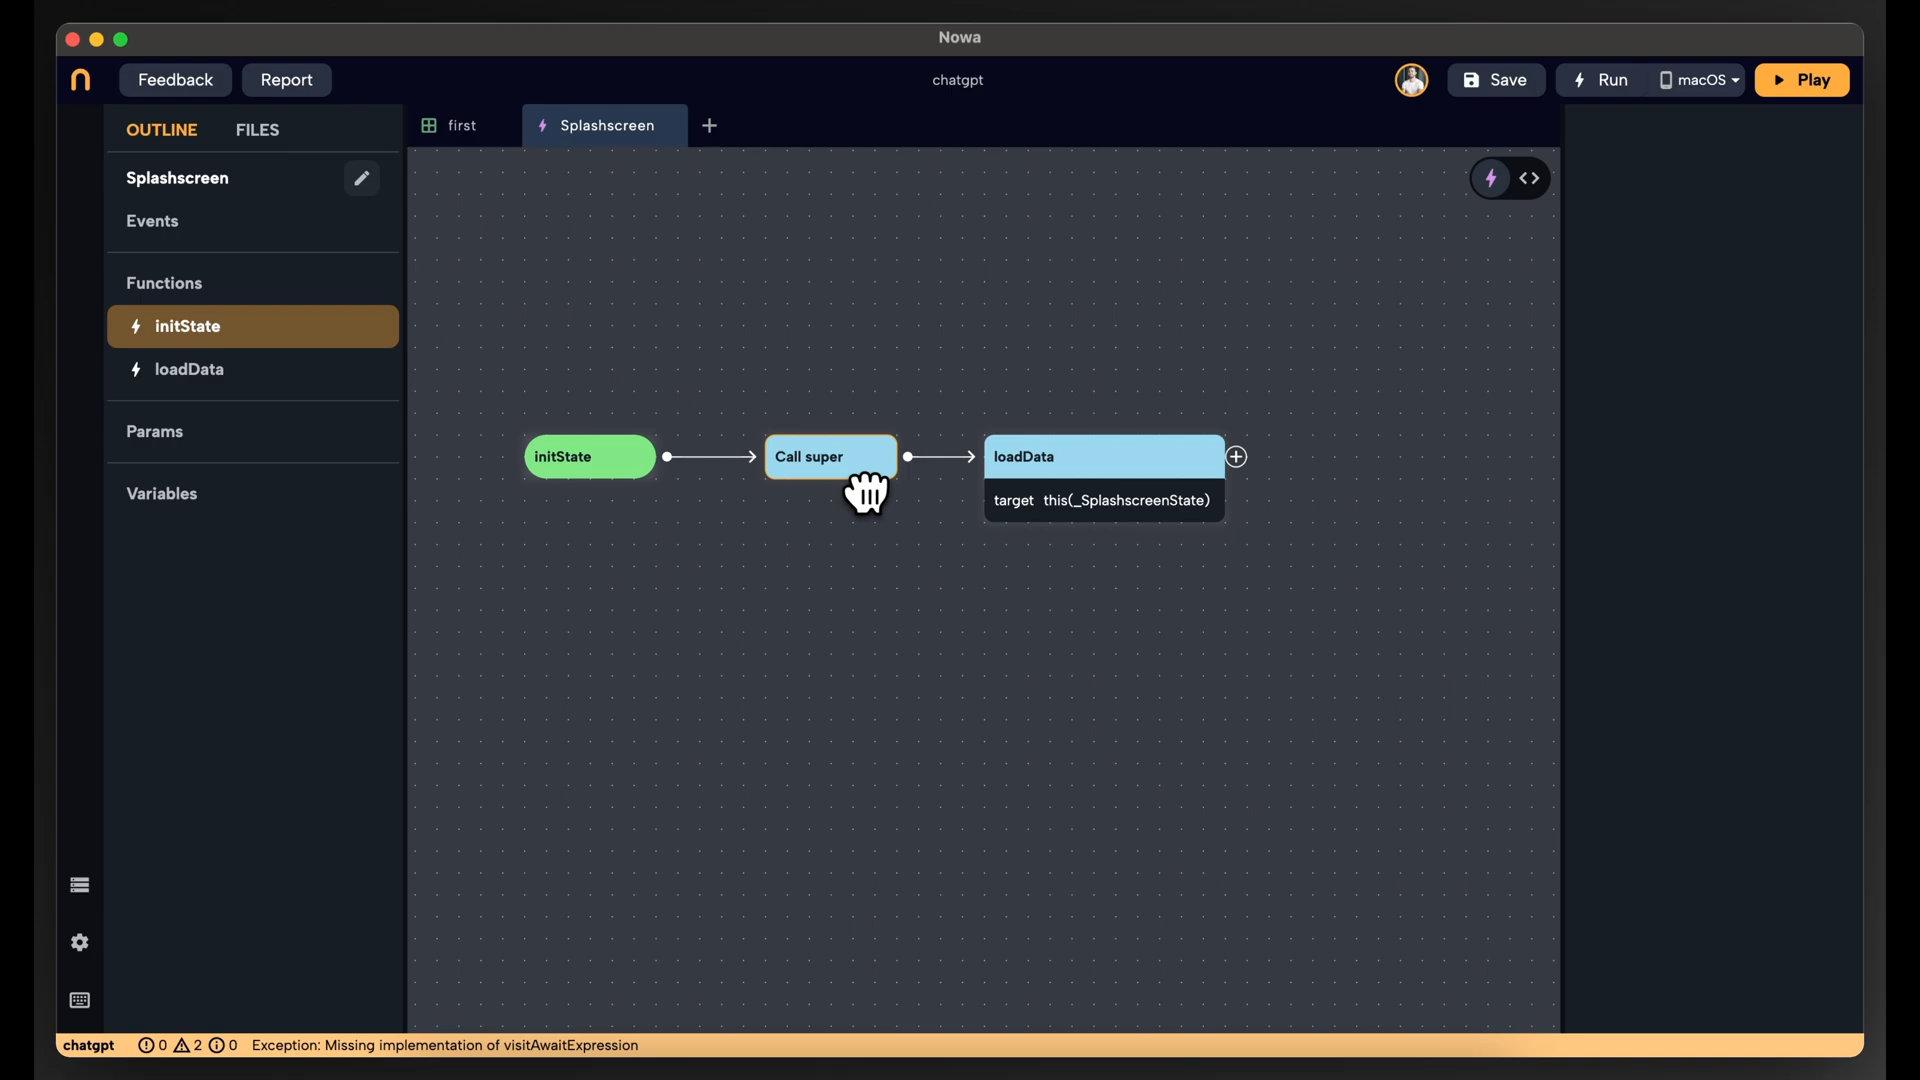 Nowa
Feedback
Report
chatgpt
Save
Run
macOS
Play
OUTLINE
FILES
first
Splashscreen
Splashscreen
Events
Functions
initState
loadData
Params
Variables
initState
Call super
loadData
target this(_SplashscreenState)
chatgpt 0 2 0 Exception: Missing implementation of visitAwaitExpression